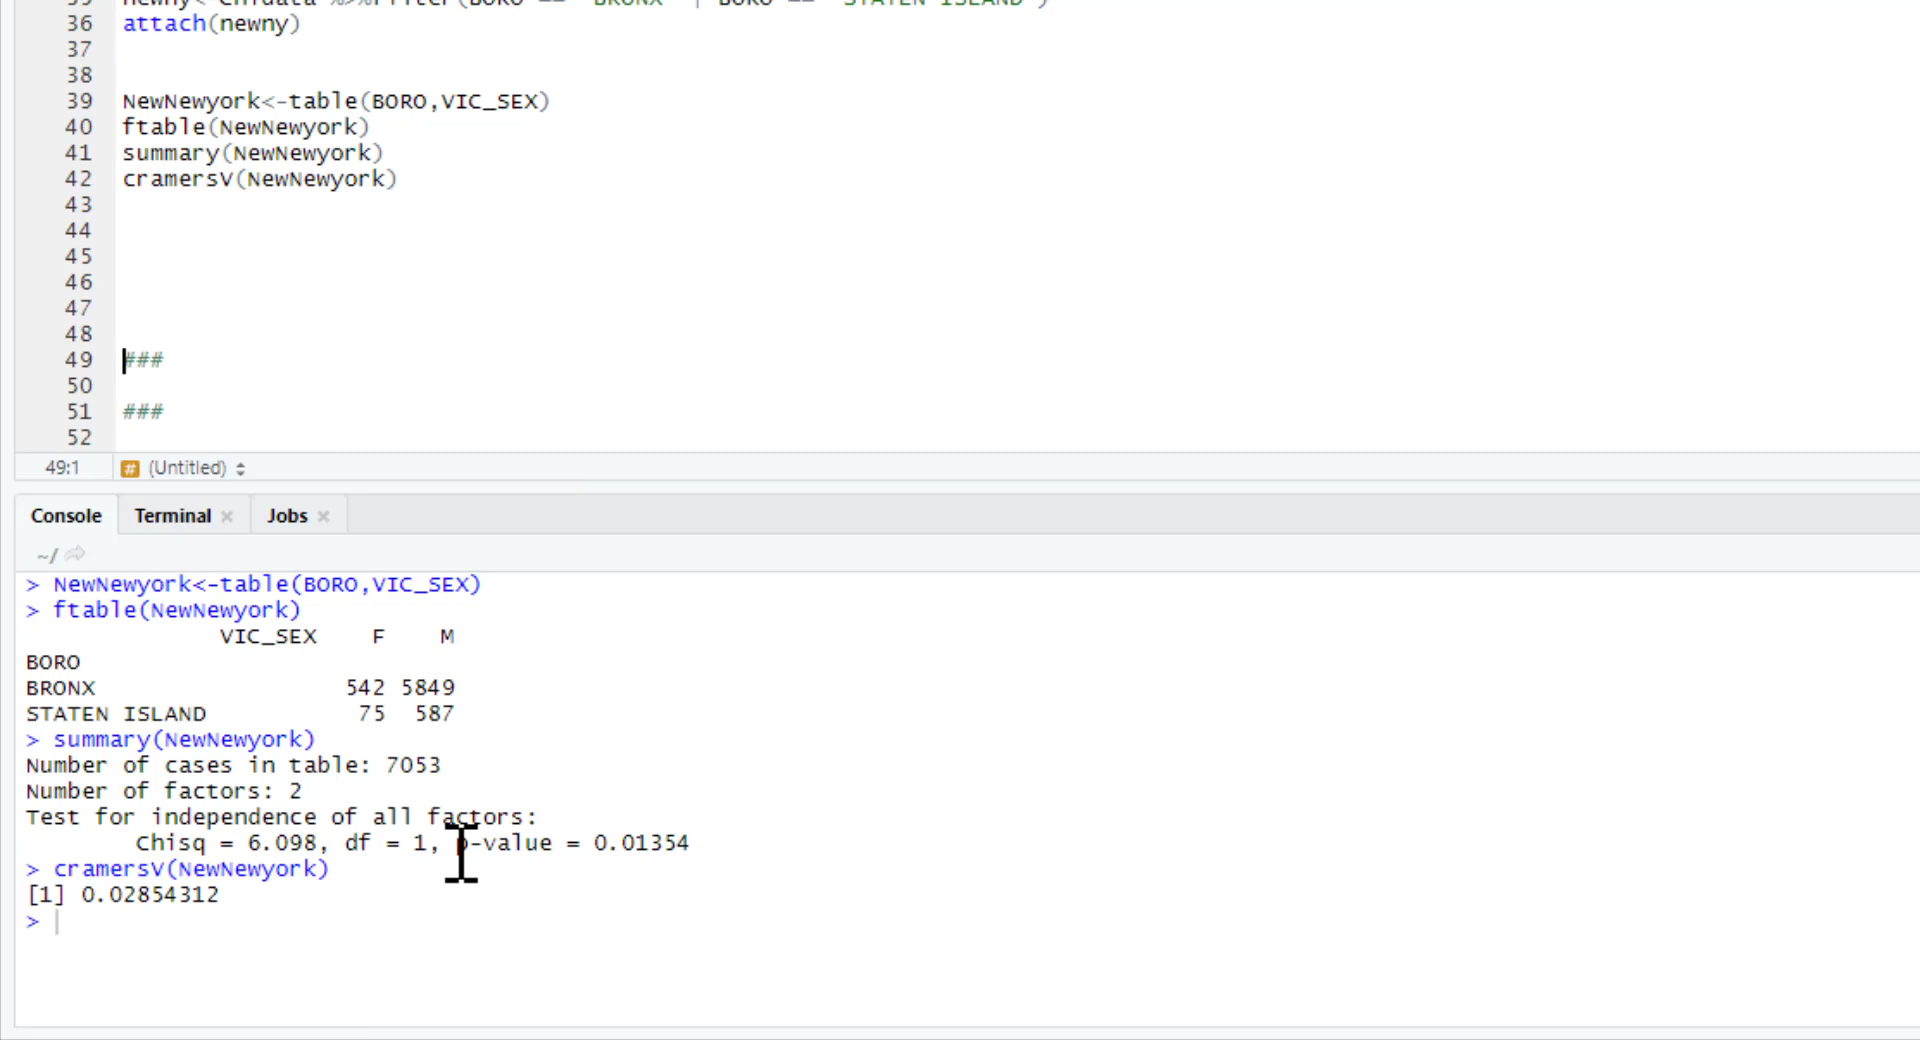 36 attach(newny)
37
38
39 NewNewyork<-table(BORO,VIC_SEX)
40 ftable(NewNewyork)
41 summary(NewNewyork)
42 cramersV(NewNewyork)
43
44
45
46
47
48
49 ###
50
51 ###
52
49:1 # (Untitled)
Console Terminal × Jobs ×
~/
> NewNewyork<-table(BORO,VIC_SEX)
> ftable(NewNewyork)
VIC_SEX F M
BORO
BRONX 542 5849
STATEN ISLAND 75 587
> summary(NewNewyork)
Number of cases in table: 7053
Number of factors: 2
Test for independence of all factors:
Chisq = 6.098, df = 1, p-value = 0.01354
> cramersV(NewNewyork)
[1] 0.02854312
>